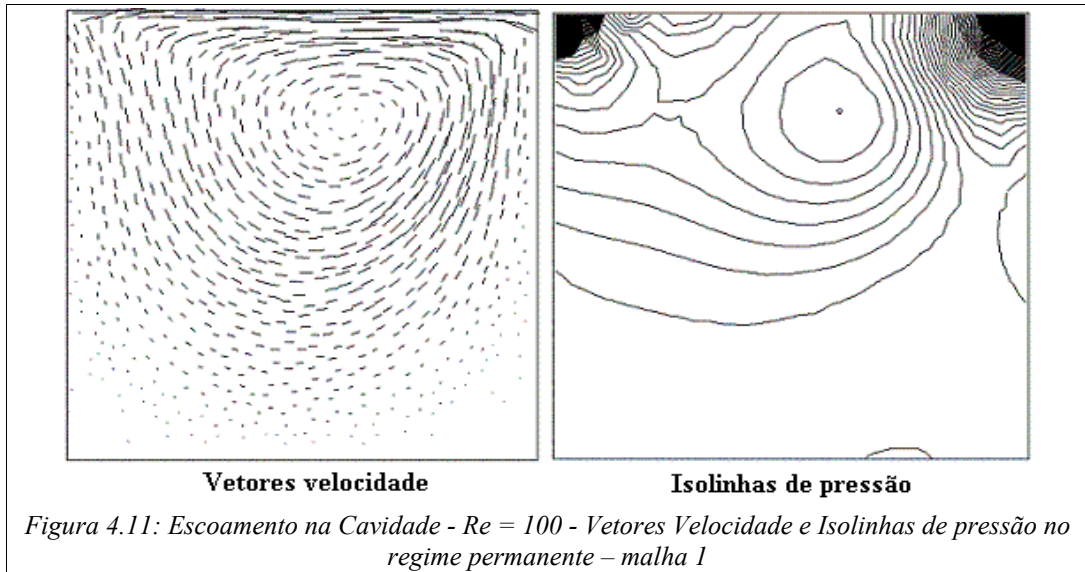 Vetores velocidade
Isolinhas de pressão
Figura 4.11: Escoamento na Cavidade - Re = 100 - Vetores Velocidade e Isolinhas de pressão no
regime permanente – malha 1